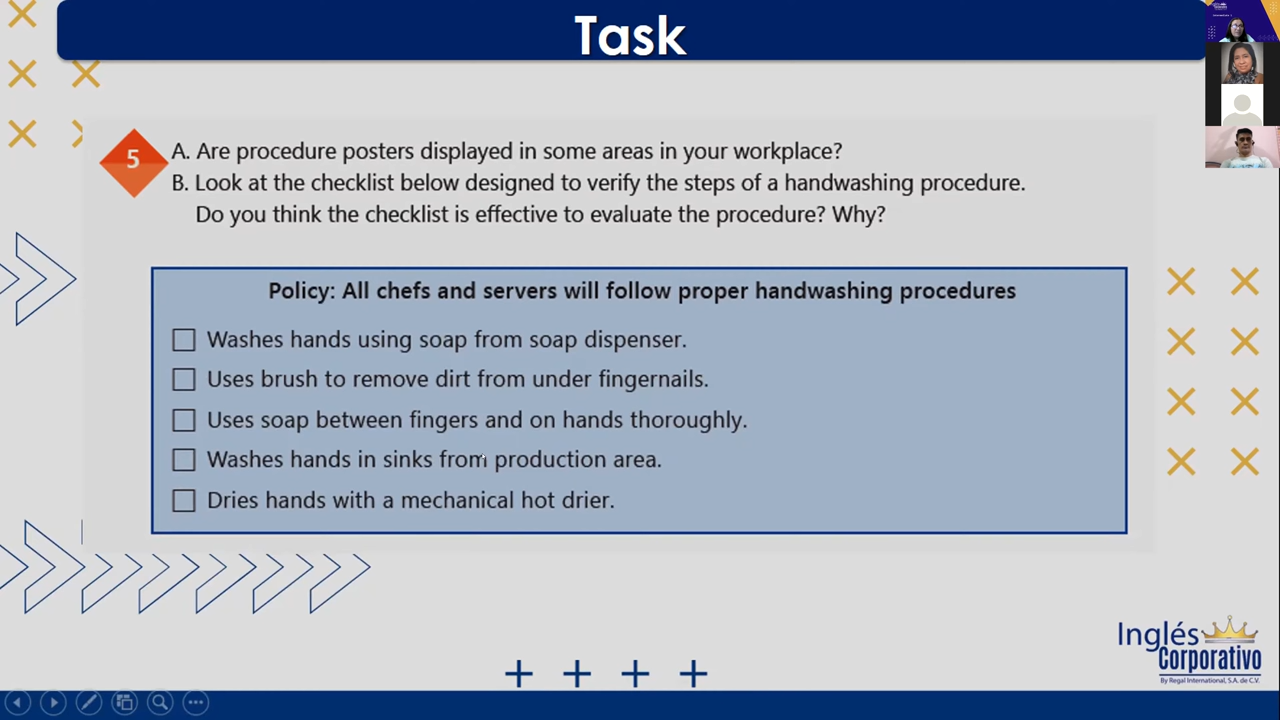 Task
5
A. Are procedure posters displayed in some areas in your workplace?
B. Look at the checklist below designed to verify the steps of a handwashing procedure.
Do you think the checklist is effective to evaluate the procedure? Why?
Policy: All chefs and servers will follow proper handwashing procedures
Washes hands using soap from soap dispenser.
Uses brush to remove dirt from under fingernails.
Uses soap between fingers and on hands thoroughly.
Washes hands in sinks from production area.
Dries hands with a mechanical hot drier.
Inglés
Corporativo
By Regal International, S.A. de C.V.